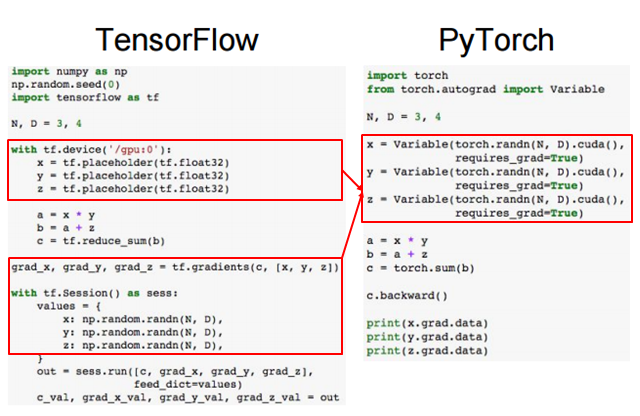 TensorFlow
import numpy as np
np.random.seed(0)
import tensorflow as tf
N, D = 3, 4
with tf.device('/gpu:0'):
x = tf.placeholder(tf.float32)
y = tf.placeholder(tf.float32)
z = tf.placeholder(tf.float32)
a = x * y
b = a + z
c = tf.reduce_sum(b)
grad_x, grad_y, grad_z = tf.gradients(c, [x, y, z])
with tf.Session() as sess:
values = {
x: np.random.randn(N, D),
y: np.random.randn(N, D),
z: np.random.randn(N, D),
}
out = sess.run([c, grad_x, grad_y, grad_z],
feed_dict=values)
c_val, grad_x_val, grad_y_val, grad_z_val = out
PyTorch
import torch
from torch.autograd import Variable
N, D = 3, 4
x = Variable(torch.randn(N, D).cuda(),
requires_grad=True)
y = Variable(torch.randn(N, D).cuda(),
requires_grad=True)
z = Variable(torch.randn(N, D).cuda(),
requires_grad=True)
a = x * y
b = a + z
c = torch.sum(b)
c.backward()
print(x.grad.data)
print(y.grad.data)
print(z.grad.data)